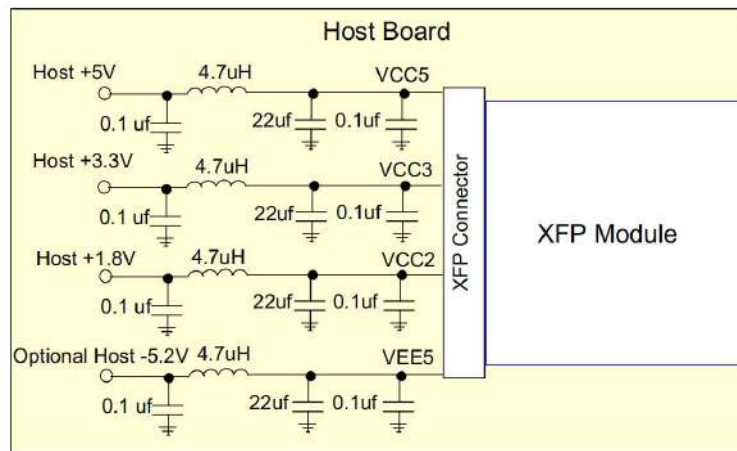 Host Board
Host +5V
4.7uH
VCC5
0.1 uf
22uf
0.1uf
Host +3.3V
4.7uH
VCC3
0.1 uf
22uf
0.1uf
Host +1.8V
4.7uH
VCC2
0.1 uf
22uf
0.1uf
Optional Host -5.2V
4.7uH
VEE5
0.1 uf
22uf
0.1uf
XFP Connector
XFP Module